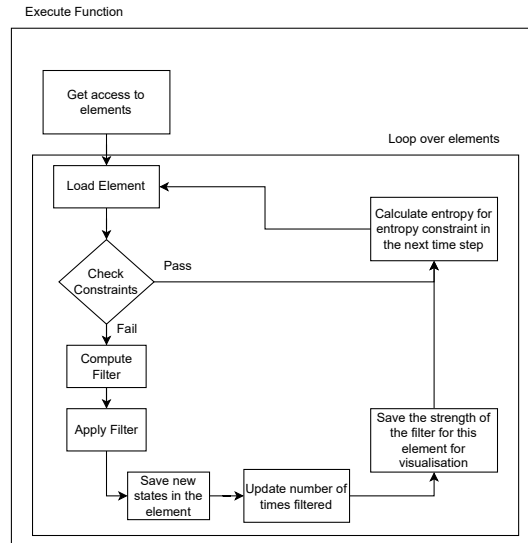 Execute Function
Get access to
elements
Loop over elements
Load Element
Calculate entropy for
entropy constraint in
the next time step
Check
Constraints
Pass
Fail
Compute
Filter
Apply Filter
Save the strength of
the filter for this
element for
visualisation
Save new
states in the
element
Update number of
times filtered